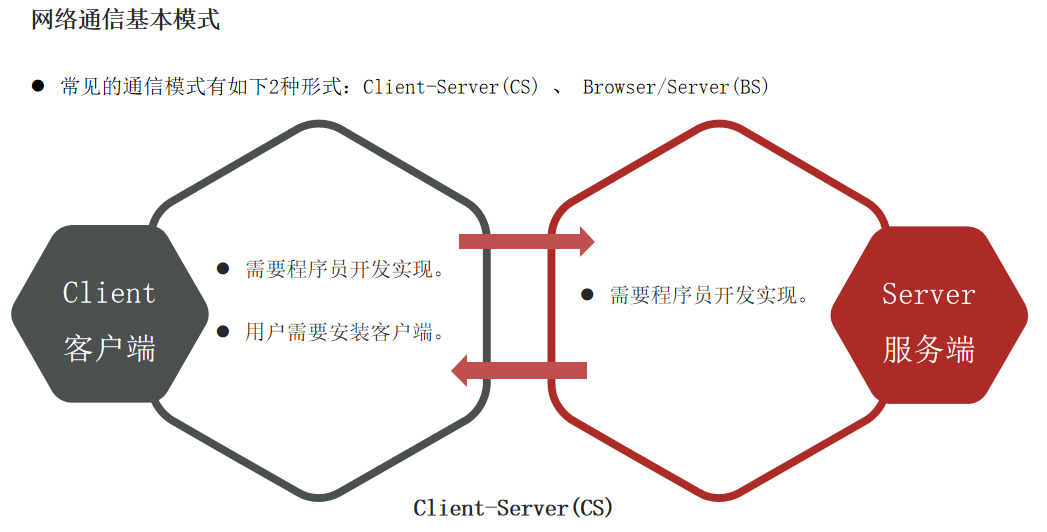 网络通信基本模式
● 常见的通信模式有如下2种形式：Client-Server(CS) 、 Browser/Server(BS)
Client
客户端
● 需要程序员开发实现。
● 用户需要安装客户端。
● 需要程序员开发实现。
Server
服务端
Client-Server(CS)